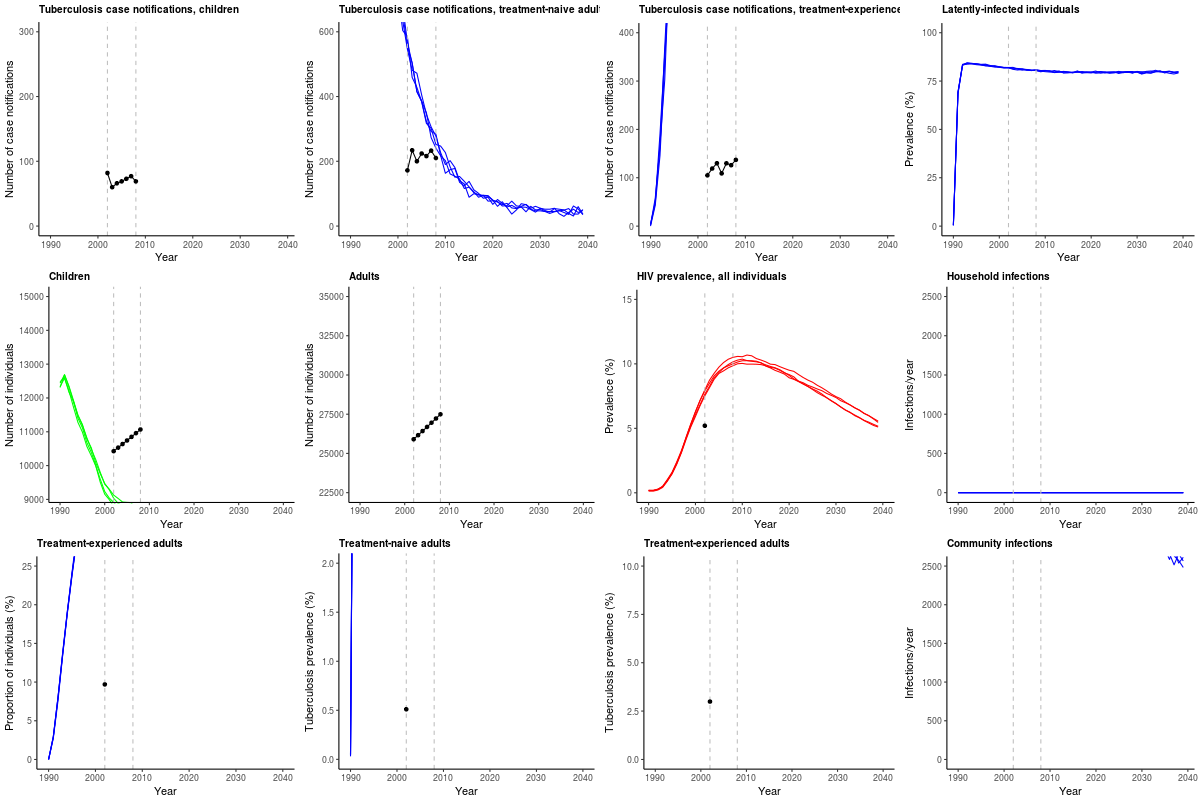 Tuberculosis case notifications, children
Number of case notifications
300
200
100
0
1990 2000 2010 2020 2030 2040
Year
Tuberculosis case notifications, treatment-naive adul
Number of case notifications
600
400
200
0
1990 2000 2010 2020 2030 2040
Year
Tuberculosis case notifications, treatment-experience
Number of case notifications
400
300
200
100
0
1990 2000 2010 2020 2030 2040
Year
Latently-infected individuals
Prevalence (%)
100
75
50
25
0
1990 2000 2010 2020 2030 2040
Year
Children
Number of individuals
15000
14000
13000
12000
11000
10000
9000
1990 2000 2010 2020 2030 2040
Year
Adults
Number of individuals
35000
32500
30000
27500
25000
22500
1990 2000 2010 2020 2030 2040
Year
HIV prevalence, all individuals
Prevalence (%)
15
10
5
0
1990 2000 2010 2020 2030 2040
Year
Household infections
Infections/year
2500
2000
1500
1000
500
0
1990 2000 2010 2020 2030 2040
Year
Treatment-experienced adults
Proportion of individuals (%)
25
20
15
10
5
0
1990 2000 2010 2020 2030 2040
Year
Treatment-naive adults
Tuberculosis prevalence (%)
2.0
1.5
1.0
0.5
0.0
1990 2000 2010 2020 2030 2040
Year
Treatment-experienced adults
Tuberculosis prevalence (%)
10.0
7.5
5.0
2.5
0.0
1990 2000 2010 2020 2030 2040
Year
Community infections
Infections/year
2500
2000
1500
1000
500
0
1990 2000 2010 2020 2030 2040
Year